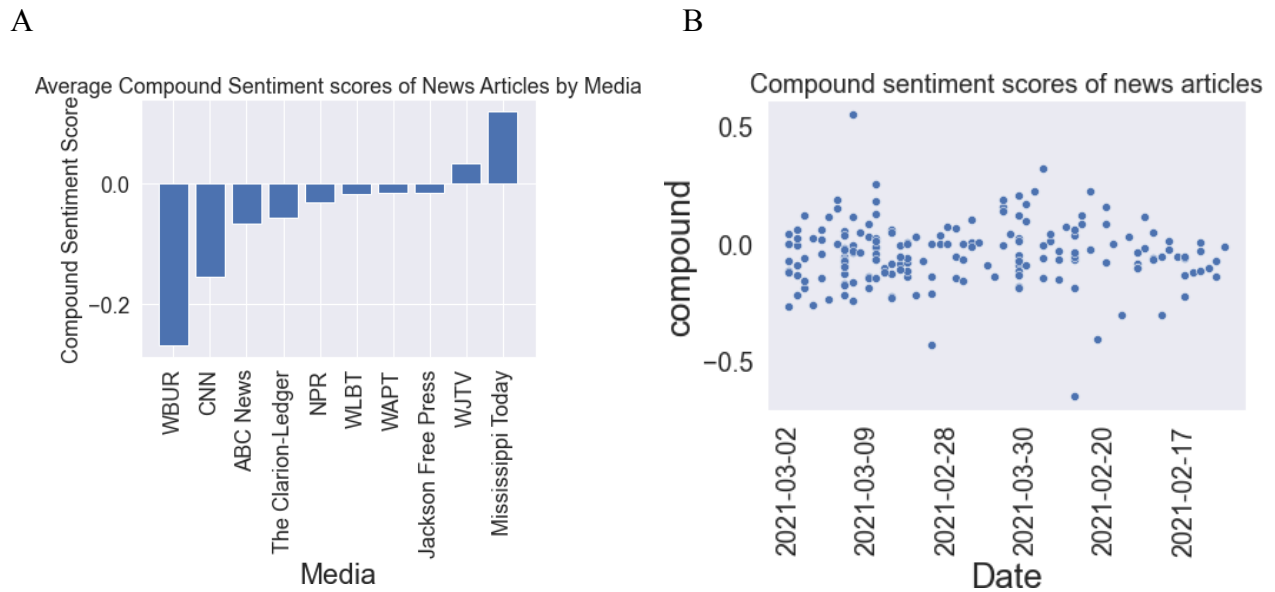 A
B
Average Compound Sentiment scores of News Articles by Media
Compound Sentiment Score
0.0
−0.2
WBUR
CNN
ABC News
The Clarion-Ledger
NPR
WLBT
WAPT
Jackson Free Press
WJTV
Mississippi Today
Media
Compound sentiment scores of news articles
compound
0.5
0.0
−0.5
2021-03-02
2021-03-09
2021-02-28
2021-03-30
2021-02-20
2021-02-17
Date